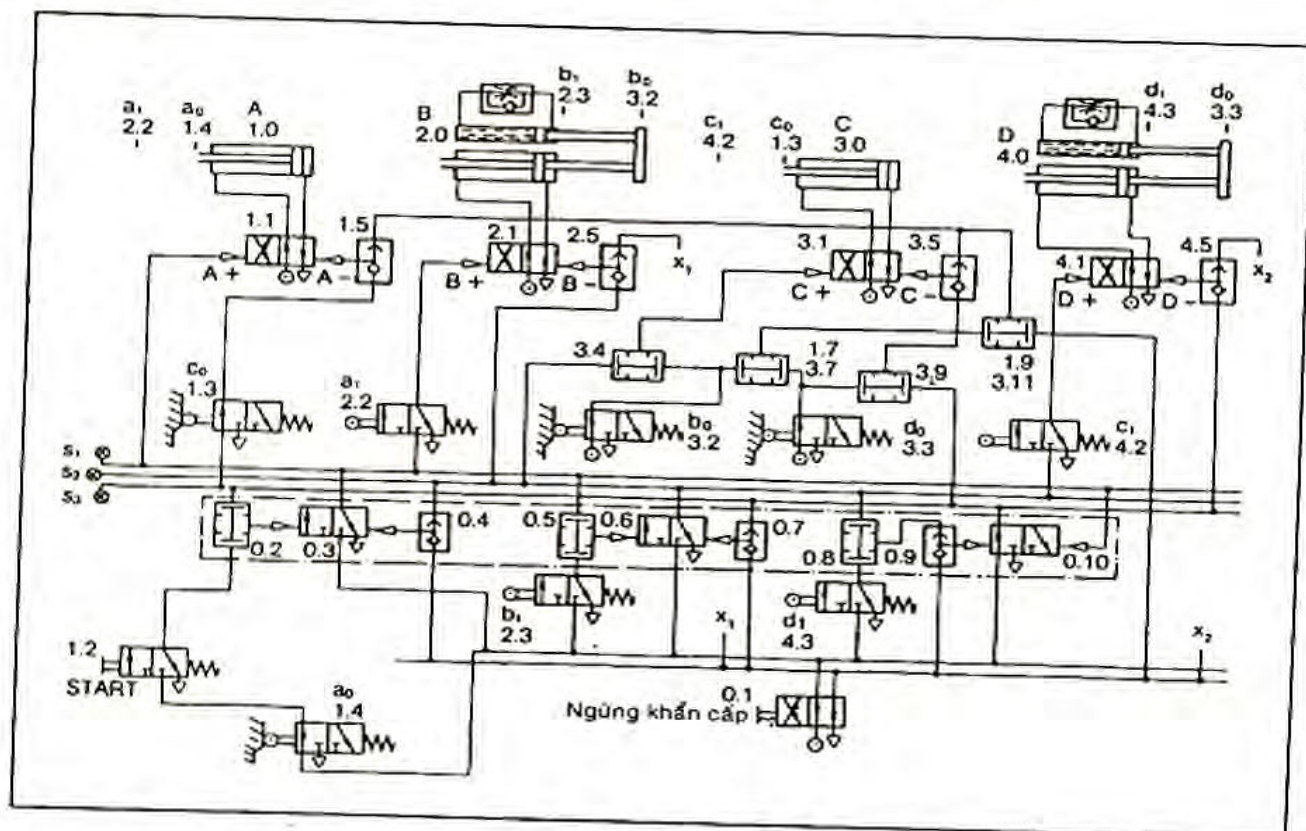 a₁
2.2
a₀
1.4
A
1.0
B
2.0
b₁
2.3
b₀
3.2
c₁
4.2
c₀
1.3
C
3.0
D
4.0
d₁
4.3
d₀
3.3
1.1
1.5
A +
A -
2.1
2.5
B +
B -
x₁
3.1
3.5
C +
C -
4.1
4.5
D +
D -
x₂
3.4
1.7
3.7
3.9
1.9
3.11
c₀
1.3
a₁
2.2
b₀
3.2
d₀
3.3
c₁
4.2
S₁
S₂
S₃
0.2
0.3
0.4
0.5
0.6
0.7
0.8
0.9
0.10
b₁
2.3
x₁
d₁
4.3
x₂
1.2
START
a₀
1.4
0.1
Ngừng khẩn cấp